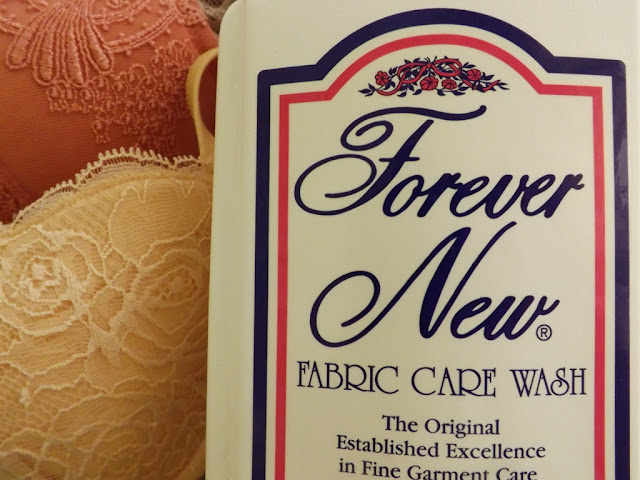 Forever
New®
FABRIC CARE WASH
The Original
Established Excellence
in Fine Garment Care